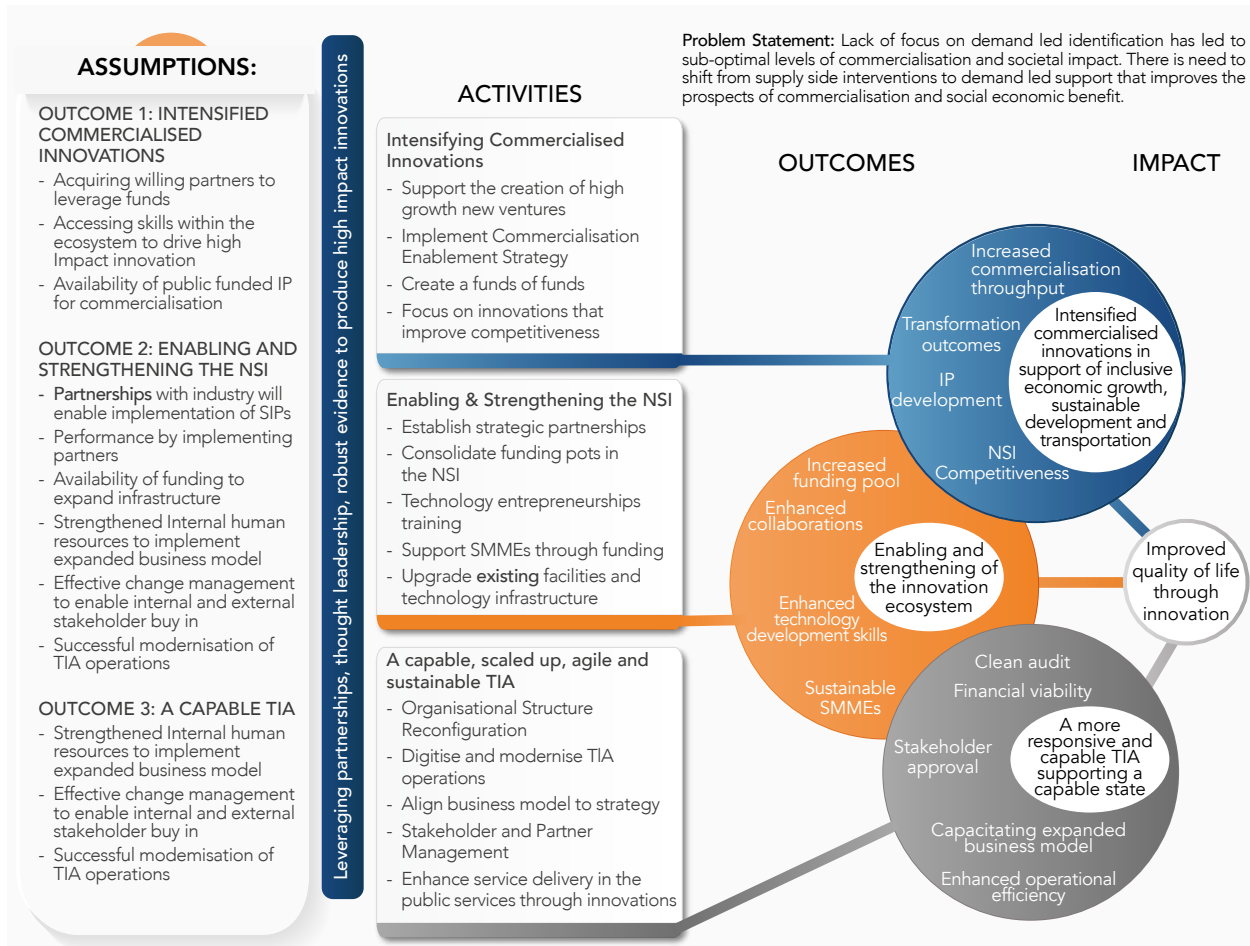 Problem Statement: Lack of focus on demand led identification has led to
sub-optimal levels of commercialisation and societal impact. There is need to
shift from supply side interventions to demand led support that improves the
prospects of commercialisation and social economic benefit.
ASSUMPTIONS:
OUTCOME 1: INTENSIFIED
COMMERCIALISED
INNOVATIONS
- Acquiring willing partners to
leverage funds
- Accessing skills within the
ecosystem to drive high
Impact innovation
- Availability of public funded IP
for commercialisation
OUTCOME 2: ENABLING AND
STRENGTHENING THE NSI
- Partnerships with industry will
enable implementation of SIPs
- Performance by implementing
partners
- Availability of funding to
expand infrastructure
- Strengthened Internal human
resources to implement
expanded business model
- Effective change management
to enable internal and external
stakeholder buy in
- Successful modernisation of
TIA operations
OUTCOME 3: A CAPABLE TIA
- Strengthened Internal human
resources to implement
expanded business model
- Effective change management
to enable internal and external
stakeholder buy in
- Successful modemisation of
TIA operations
Leveraging partnerships, thought leadership, robust evidence to produce high impact innovations
ACTIVITIES
Intensifying Commercialised
Innovations
- Support the creation of high
growth new ventures
- Implement Commercialisation
Enablement Strategy
- Create a funds of funds
- Focus on innovations that
improve competitiveness
Enabling & Strengthening the NSI
- Establish strategic partnerships
- Consolidate funding pots in
the NSI
- Technology entrepreneurships
training
- Support SMMEs through funding
- Upgrade existing facilities and
technology infrastructure
A capable, scaled up, agile and
sustainable TIA
- Organisational Structure
Reconfiguration
- Digitise and modernise TIA
operations
- Align business model to strategy
- Stakeholder and Partner
Management
- Enhance service delivery in the
public services through innovations
OUTCOMES
Increased
commercialisation
throughput
Transformation
outcomes
IP
development
NSI
Competitiveness
Intensified
commercialised
innovations in
support of inclusive
economic growth,
sustainable
development and
transportation
Increased
funding pool
Enhanced
collaborations
Enhanced
technology
development skills
Sustainable
SMMEs
Enabling and
strengthening of
the innovation
ecosystem
Clean audit
Financial viability
Stakeholder
approval
Capacitating expanded
business model
Enhanced operational
efficiency
A more
responsive and
capable TIA
supporting a
capable state
IMPACT
Improved
quality of life
through
innovation